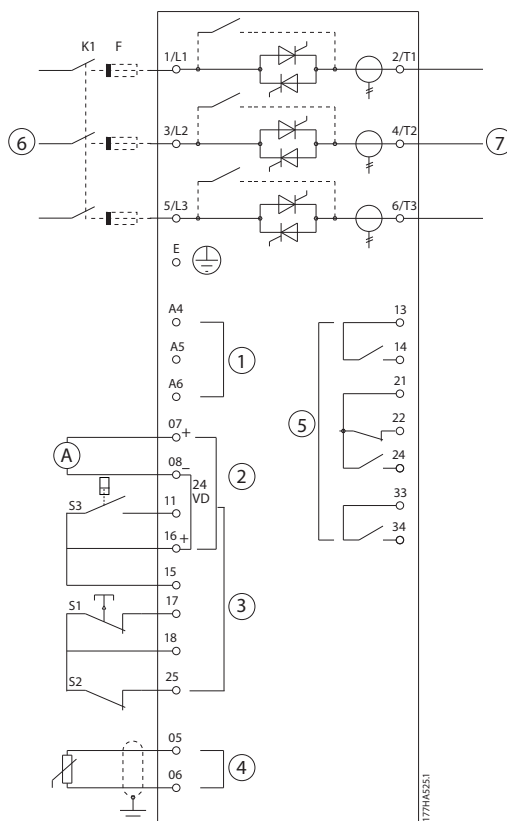 K1 F 1/L1 2/T1
6 3/L2 4/T2 7
5/L3 6/T3
E
A4 13
A5 1 14
A6 21
07 + 5 22
A 08 – 2 24
24 VD
S3 11 33
16 + 34
15
S1 17 3
18
S2 25
05
06 4
177HA525.1